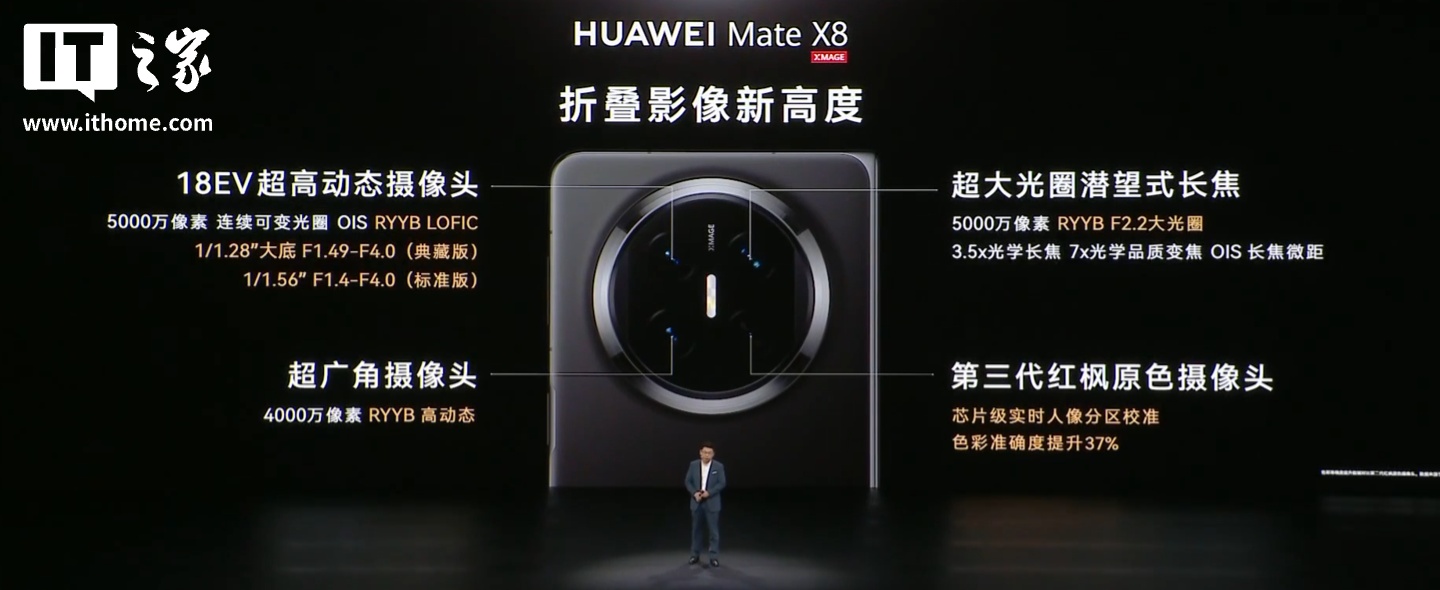 IT之家
www.ithome.com
HUAWEI Mate X8
XMAGE
折叠影像新高度
18EV超高动态摄像头
5000万像素 连续可变光圈 OIS RYYB LOFIC
1/1.28”大底 F1.49-F4.0（典藏版）
1/1.56” F1.4-F4.0（标准版）
超大光圈潜望式长焦
5000万像素 RYYB F2.2大光圈
3.5x光学长焦 7x光学品质变焦 OIS 长焦微距
XMAGE
超广角摄像头
4000万像素 RYYB 高动态
第三代红枫原色摄像头
芯片级实时人像分区校准
色彩准确度提升37%